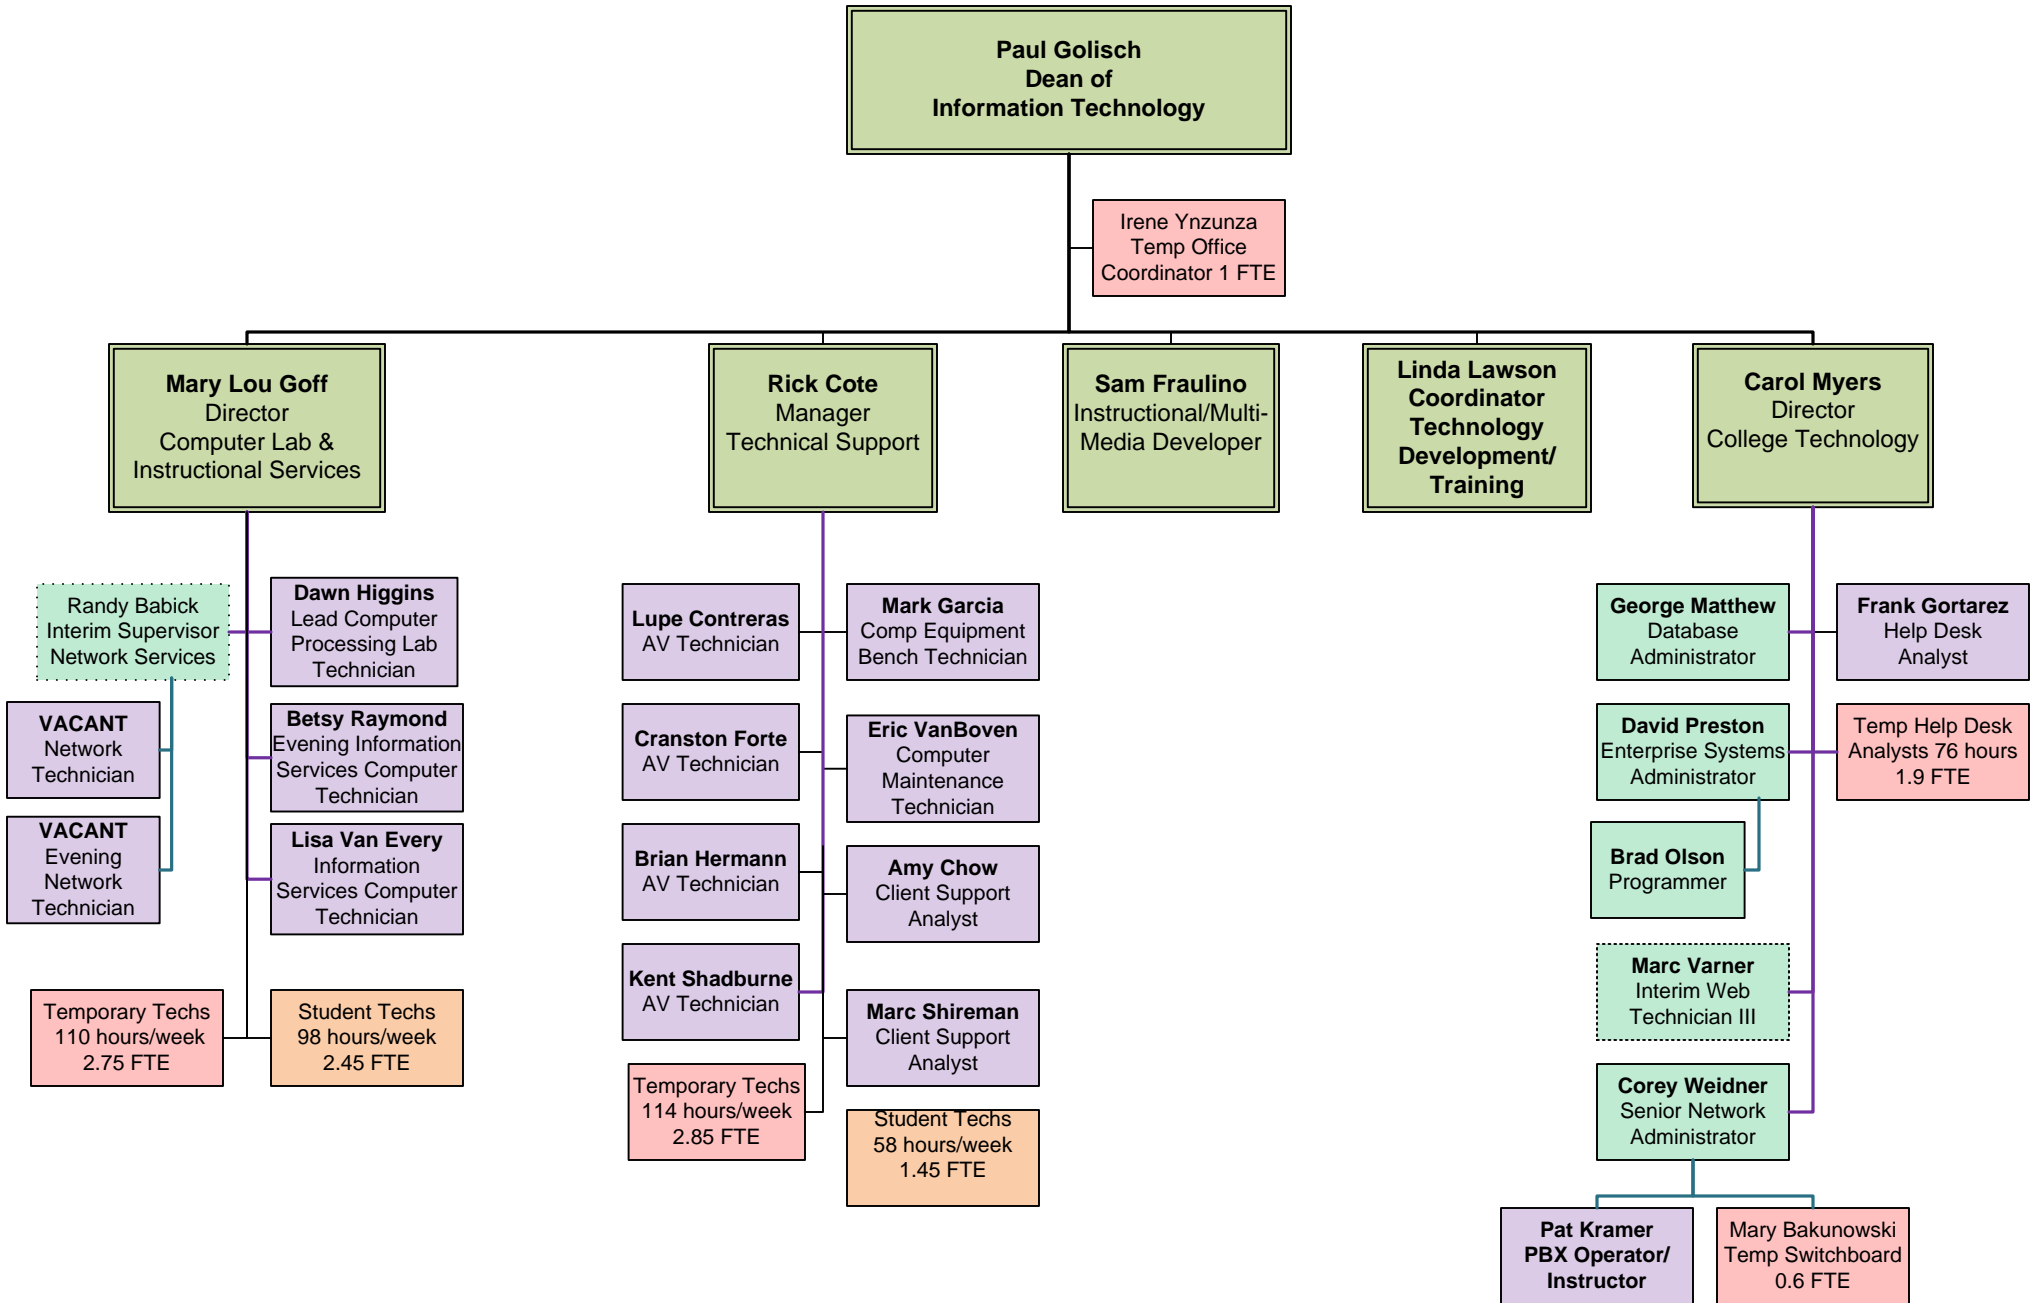 Paul Golisch
Dean of
Information Technology
Irene Ynzunza
Temp Office
Coordinator 1 FTE
Mary Lou Goff
Director
Computer Lab &
Instructional Services
Rick Cote
Manager
Technical Support
Sam Fraulino
Instructional/Multi-
Media Developer
Linda Lawson
Coordinator
Technology
Development/
Training
Carol Myers
Director
College Technology
Randy Babick
Interim Supervisor
Network Services
Dawn Higgins
Lead Computer
Processing Lab
Technician
VACANT
Network
Technician
Betsy Raymond
Evening Information
Services Computer
Technician
VACANT
Evening
Network
Technician
Lisa Van Every
Information
Services Computer
Technician
Temporary Techs
110 hours/week
2.75 FTE
Student Techs
98 hours/week
2.45 FTE
Lupe Contreras
AV Technician
Mark Garcia
Comp Equipment
Bench Technician
Cranston Forte
AV Technician
Eric VanBoven
Computer
Maintenance
Technician
Brian Hermann
AV Technician
Amy Chow
Client Support
Analyst
Kent Shadburne
AV Technician
Marc Shireman
Client Support
Analyst
Temporary Techs
114 hours/week
2.85 FTE
Student Techs
58 hours/week
1.45 FTE
George Matthew
Database
Administrator
Frank Gortarez
Help Desk
Analyst
David Preston
Enterprise Systems
Administrator
Temp Help Desk
Analysts 76 hours
1.9 FTE
Brad Olson
Programmer
Marc Varner
Interim Web
Technician III
Corey Weidner
Senior Network
Administrator
Pat Kramer
PBX Operator/
Instructor
Mary Bakunowski
Temp Switchboard
0.6 FTE